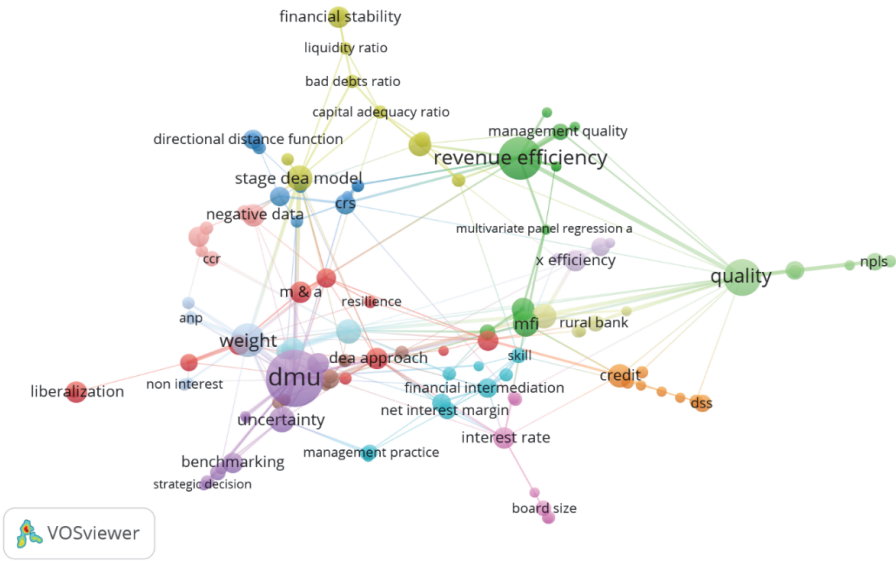 financial stability
liquidity ratio
bad debts ratio
capital adequacy ratio
management quality
directional distance function
revenue efficiency
stage dea model
crs
negative data
multivariate panel regression a
ccr
x efficiency
npls
quality
m & a
resilience
anp
mfi
rural bank
weight
skill
dea approach
dmu
credit
non interest
financial intermediation
liberalization
dss
net interest margin
uncertainty
interest rate
management practice
benchmarking
strategic decision
board size
VOSviewer